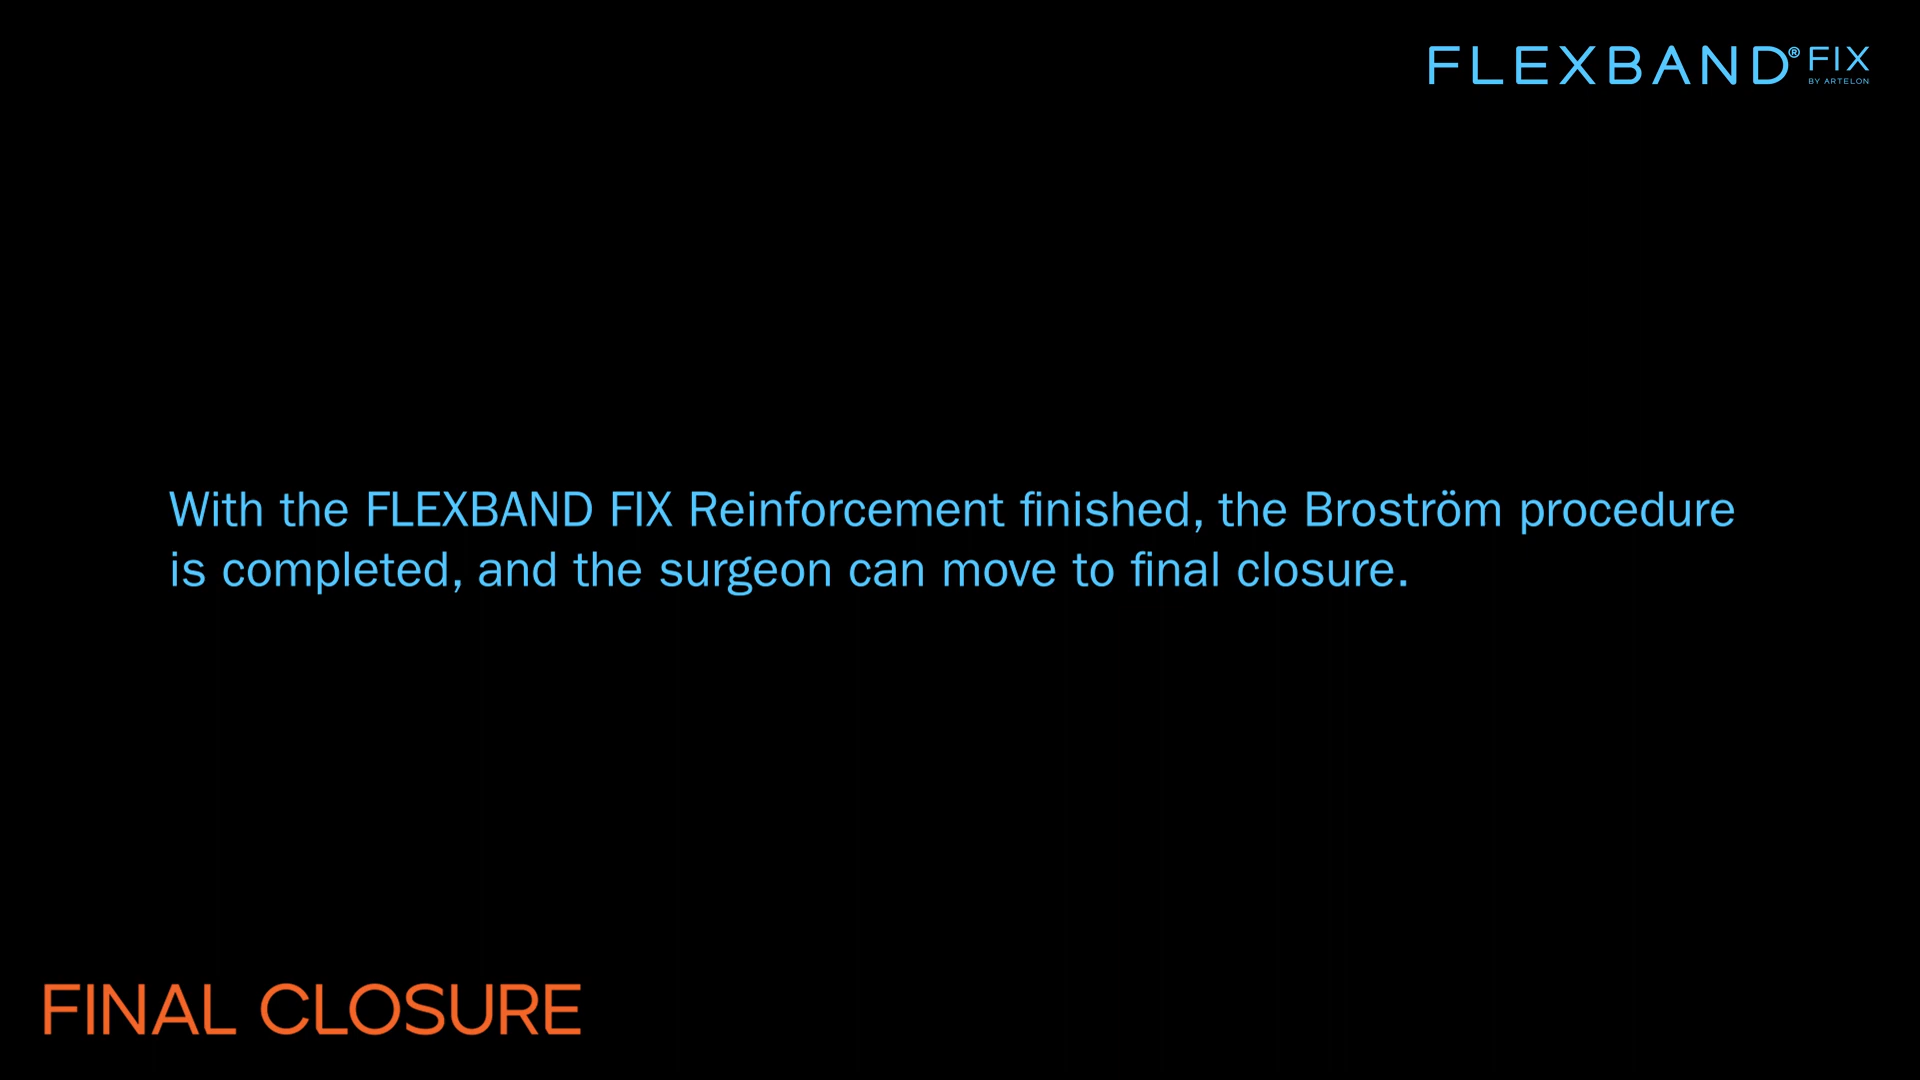 FLEXBAND® FIX
BY ARTELON
With the FLEXBAND FIX Reinforcement finished, the Broström procedure
is completed, and the surgeon can move to final closure.
FINAL CLOSURE